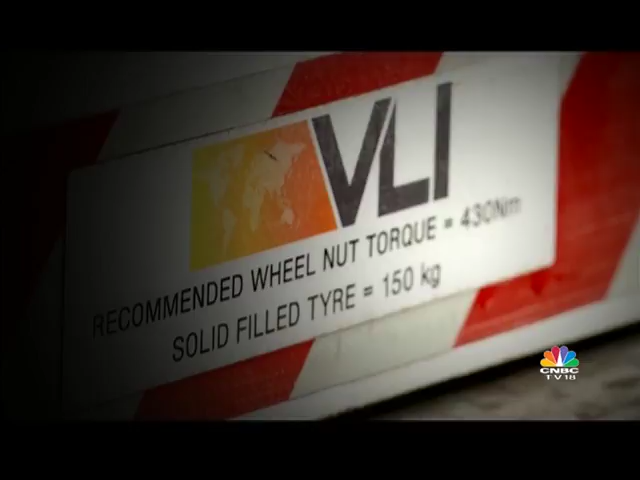 VLI
RECOMMENDED WHEEL NUT TORQUE = 430Nm
SOLID FILLED TYRE = 150 kg
CNBC
TV18